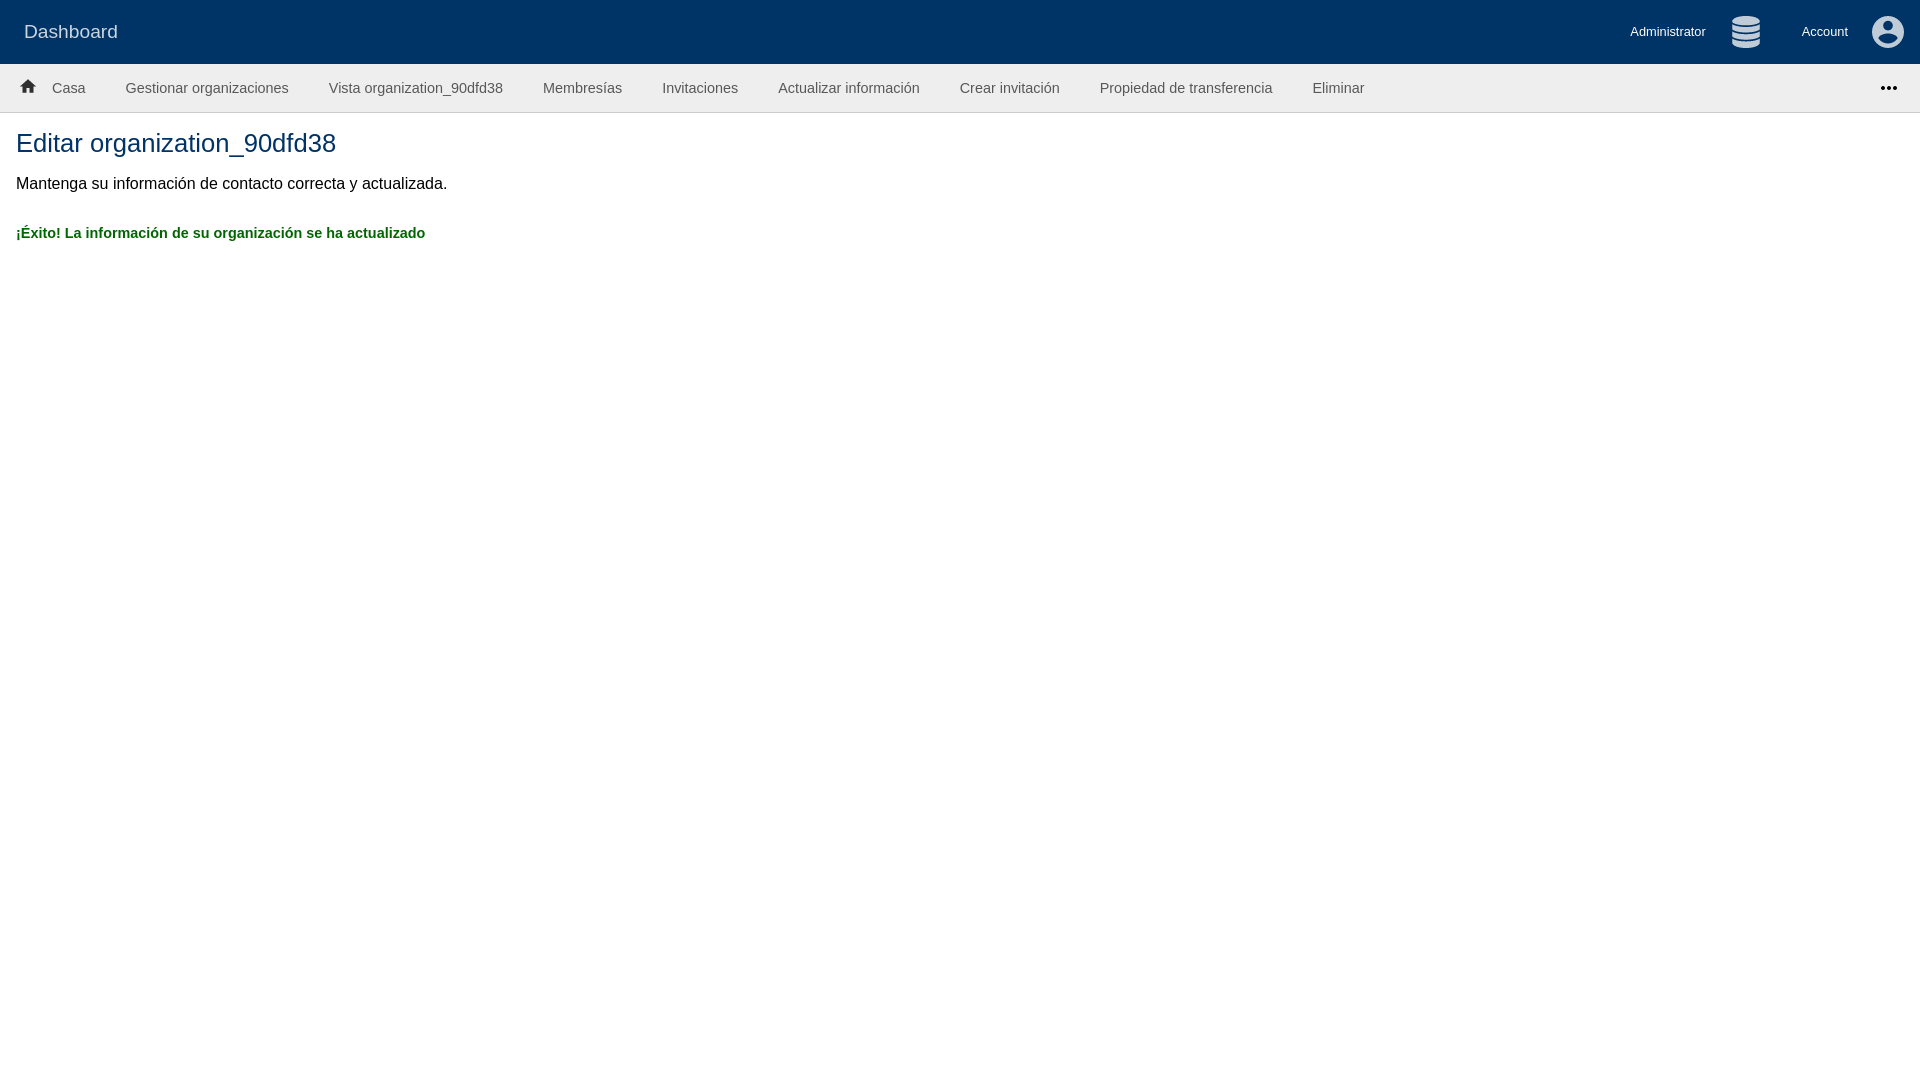 Dashboard
Administrator
Account
Casa
Gestionar organizaciones
Vista organization_90dfd38
Membresías
Invitaciones
Actualizar información
Crear invitación
Propiedad de transferencia
Eliminar
Editar organization_90dfd38
Mantenga su información de contacto correcta y actualizada.
¡Éxito! La información de su organización se ha actualizado